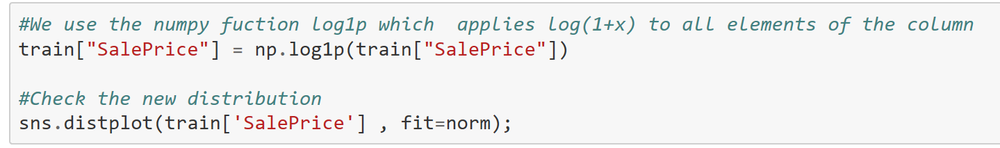 #We use the numpy fuction log1p which  applies log(1+x) to all elements of the column
train["SalePrice"] = np.log1p(train["SalePrice"])
#Check the new distribution
sns.distplot(train['SalePrice'] , fit=norm);